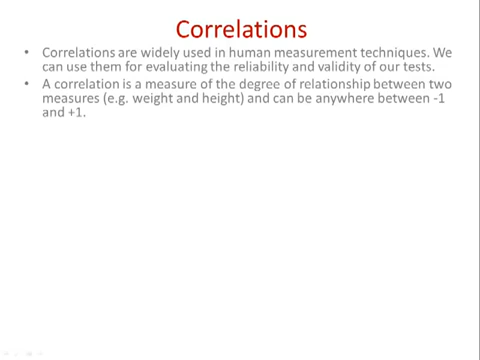 Correlations
• Correlations are widely used in human measurement techniques. We
can use them for evaluating the reliability and validity of our tests.
• A correlation is a measure of the degree of relationship between two
measures (e.g. weight and height) and can be anywhere between -1
and +1.